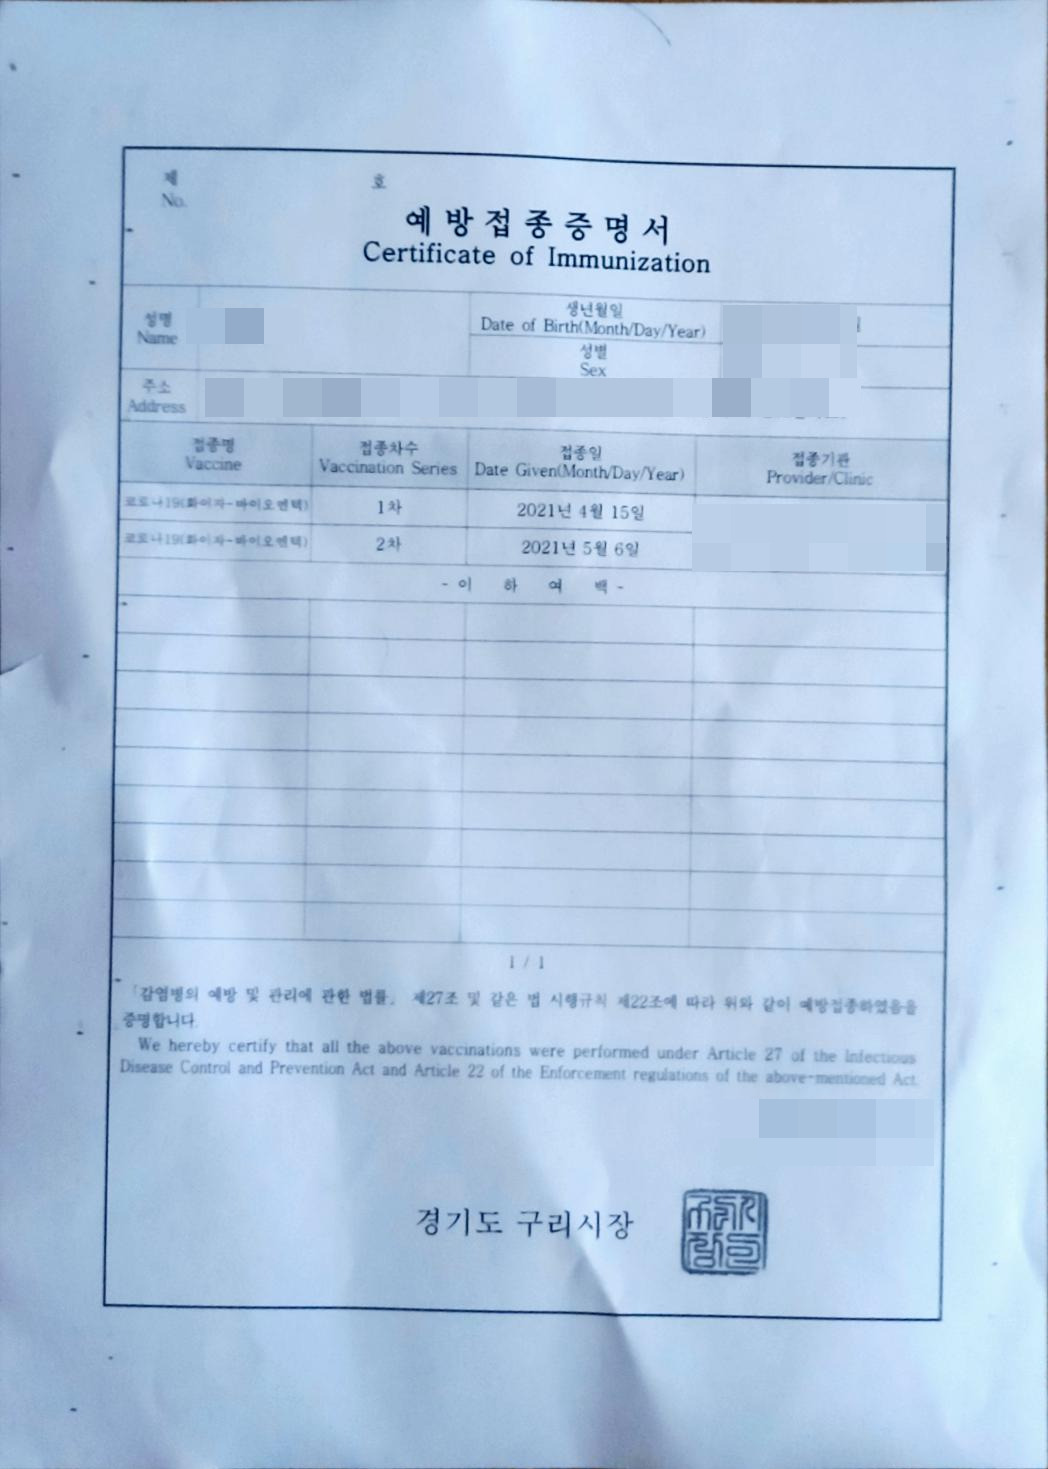 제 호
No.
예방접종증명서
Certificate of Immunization
성명
Name
생년월일
Date of Birth(Month/Day/Year)
성별
Sex
주소
Address
접종명 접종차수 접종일 접종기관
Vaccine Vaccination Series Date Given(Month/Day/Year) Provider/Clinic
코로나19(화이자-바이오엔텍) 1차 2021년 4월 15일
코로나19(화이자-바이오엔텍) 2차 2021년 5월 6일
- 이 하 여 백 -
1 / 1
「감염병의 예방 및 관리에 관한 법률」 제27조 및 같은 법 시행규칙 제22조에 따라 위와 같이 예방접종하였음을
증명합니다.
We hereby certify that all the above vaccinations were performed under Article 27 of the Infectious
Disease Control and Prevention Act and Article 22 of the Enforcement regulations of the above-mentioned Act.
경기도 구리시장